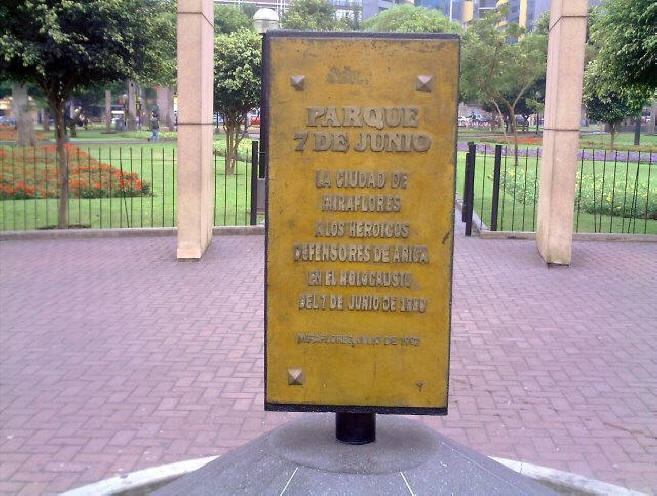 PARQUE
7 DE JUNIO
LA CIUDAD DE
MIRAFLORES
A LOS HEROICOS
DEFENSORES DE ARICA
EN EL HOLOCAUSTO
DEL 7 DE JUNIO DE 1880
MIRAFLORES, JUNIO DE